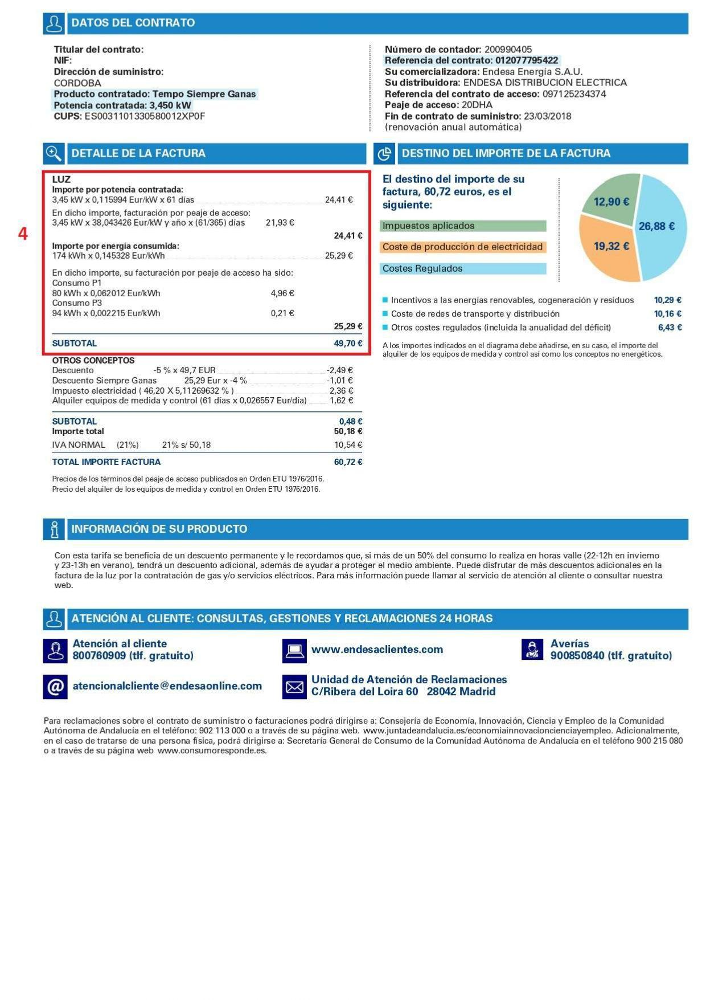 DATOS DEL CONTRATO
Titular del contrato:
NIF:
Dirección de suministro:
CORDOBA
Producto contratado: Tempo Siempre Ganas
Potencia contratada: 3,450 kW
CUPS: ES0031101330580012XP0F
Número de contador: 200990405
Referencia del contrato: 012077795422
Su comercializadora: Endesa Energía S.A.U.
Su distribuidora: ENDESA DISTRIBUCION ELECTRICA
Referencia del contrato de acceso: 097125234374
Peaje de acceso: 20DHA
Fin de contrato de suministro: 23/03/2018
(renovación anual automática)
DETALLE DE LA FACTURA
4
LUZ
Importe por potencia contratada:
3,45 kW x 0,115994 Eur/kW x 61 días 24,41 €
En dicho importe, facturación por peaje de acceso:
3,45 kW x 38,043426 Eur/kW y año x (61/365) días 21,93 €
24,41 €
Importe por energía consumida:
174 kWh x 0,145328 Eur/kWh 25,29 €
En dicho importe, su facturación por peaje de acceso ha sido:
Consumo P1
80 kWh x 0,062012 Eur/kWh 4,96 €
Consumo P3
94 kWh x 0,002215 Eur/kWh 0,21 €
25,29 €
SUBTOTAL 49,70 €
OTROS CONCEPTOS
Descuento -5 % x 49,7 EUR -2,49 €
Descuento Siempre Ganas 25,29 Eur x -4 % -1,01 €
Impuesto electricidad ( 46,20 X 5,11269632 % ) 2,36 €
Alquiler equipos de medida y control (61 días x 0,026557 Eur/día) 1,62 €
SUBTOTAL 0,48 €
Importe total 50,18 €
IVA NORMAL (21%) 21% s/ 50,18 10,54 €
TOTAL IMPORTE FACTURA 60,72 €
Precios de los términos del peaje de acceso publicados en Orden ETU 1976/2016.
Precio del alquiler de los equipos de medida y control en Orden ETU 1976/2016.
DESTINO DEL IMPORTE DE LA FACTURA
El destino del importe de su
factura, 60,72 euros, es el
siguiente:
Impuestos aplicados
Coste de producción de electricidad
Costes Regulados
12,90 €
26,88 €
19,32 €
Incentivos a las energías renovables, cogeneración y residuos 10,29 €
Coste de redes de transporte y distribución 10,16 €
Otros costes regulados (incluida la anualidad del déficit) 6,43 €
A los importes indicados en el diagrama debe añadirse, en su caso, el importe del
alquiler de los equipos de medida y control así como los conceptos no energéticos.
INFORMACIÓN DE SU PRODUCTO
Con esta tarifa se beneficia de un descuento permanente y le recordamos que, si más de un 50% del consumo lo realiza en horas valle (22-12h en invierno
y 23-13h en verano), tendrá un descuento adicional, además de ayudar a proteger el medio ambiente. Puede disfrutar de más descuentos adicionales en la
factura de la luz por la contratación de gas y/o servicios eléctricos. Para más información puede llamar al servicio de atención al cliente o consultar nuestra
web.
ATENCIÓN AL CLIENTE: CONSULTAS, GESTIONES Y RECLAMACIONES 24 HORAS
Atención al cliente
800760909 (tlf. gratuito)
www.endesaclientes.com
Averías
900850840 (tlf. gratuito)
@ atencionalcliente@endesaonline.com
Unidad de Atención de Reclamaciones
C/Ribera del Loira 60 28042 Madrid
Para reclamaciones sobre el contrato de suministro o facturaciones podrá dirigirse a: Consejería de Economía, Innovación, Ciencia y Empleo de la Comunidad
Autónoma de Andalucía en el teléfono: 902 113 000 o a través de su página web. www.juntadeandalucia.es/economiainnovacioncienciayempleo. Adicionalmente,
en el caso de tratarse de una persona física, podrá dirigirse a: Secretaría General de Consumo de la Comunidad Autónoma de Andalucía en el teléfono 900 215 080
o a través de su página web www.consumoresponde.es.